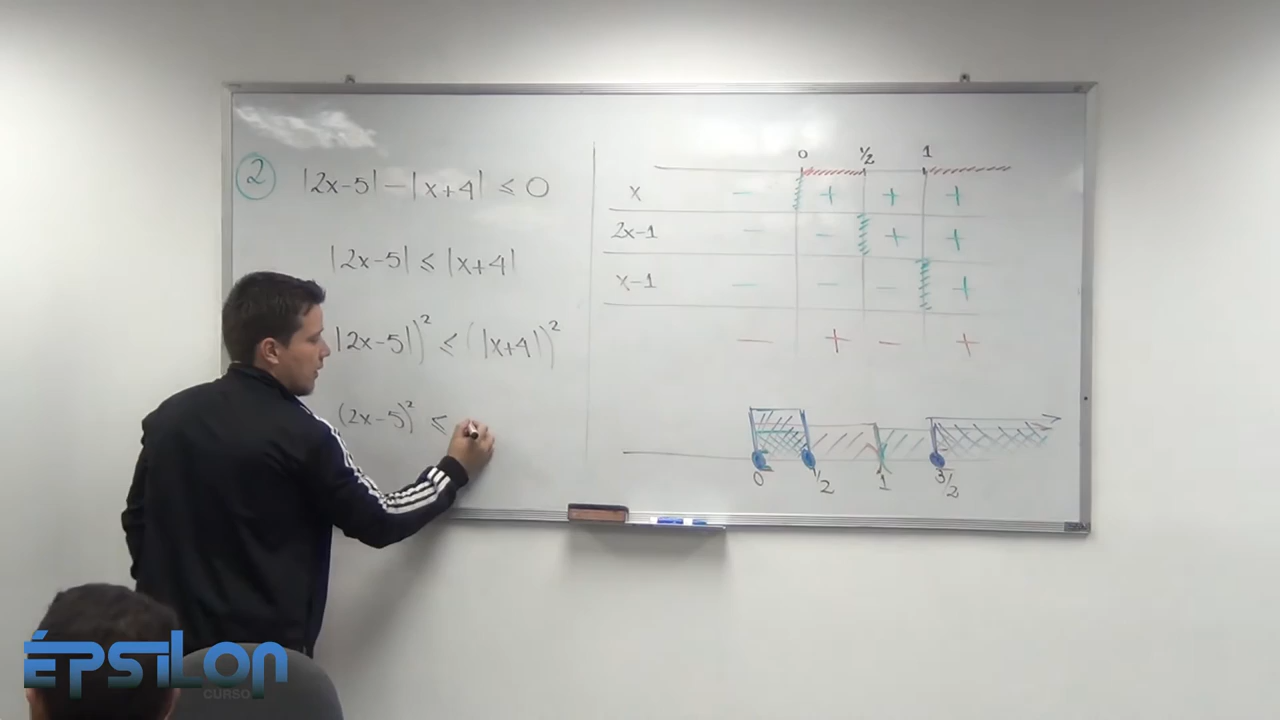 2
|2x-5| - |x+4| ≤ 0
|2x-5| ≤ |x+4|
|2x-5|)² ≤ (|x+4|)²
(2x-5)² ≤
0 1/2 1
x - + + +
2x-1 - - + +
x-1 - - - +
- + - +
0 1/2 1 3/2
ÉPSILON
CURSO